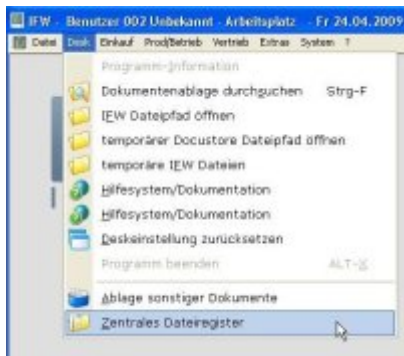 IFW - Benutzer 002 Unbekannt - Arbeitsplatz - Fr 24.04.2009
Datei Desk Einkauf Prod/Betrieb Vertrieb Extras System ?
Programm-Information
Dokumentenablage durchsuchen Strg-F
IFW Dateipfad öffnen
temporärer Docustore Dateipfad öffnen
temporäre IFW Dateien
Hilfesystem/Dokumentation
Hilfesystem/Dokumentation
Deskeinstellung zurücksetzen
Programm beenden ALT-X
Ablage sonstiger Dokumente
Zentrales Dateiregister